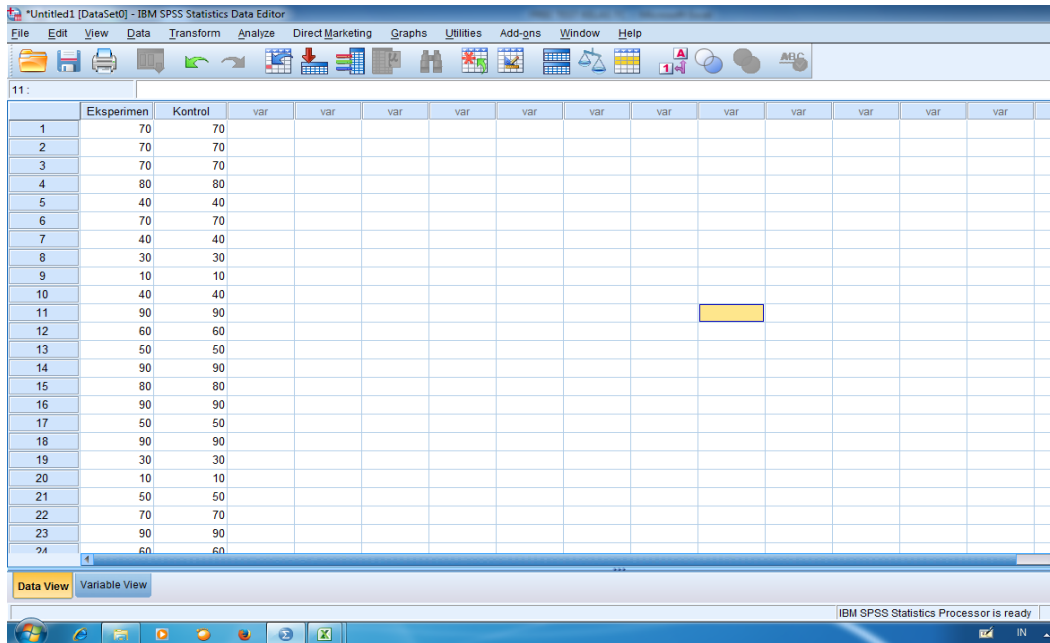 *Untitled1 [DataSet0] - IBM SPSS Statistics Data Editor
File Edit View Data Transform Analyze Direct Marketing Graphs Utilities Add-ons Window Help
11 :
Eksperimen Kontrol var var var var var var var var var var var var
1 70 70
2 70 70
3 70 70
4 80 80
5 40 40
6 70 70
7 40 40
8 30 30
9 10 10
10 40 40
11 90 90
12 60 60
13 50 50
14 90 90
15 80 80
16 90 90
17 50 50
18 90 90
19 30 30
20 10 10
21 50 50
22 70 70
23 90 90
24 60 60
Data View Variable View
IBM SPSS Statistics Processor is ready
IN